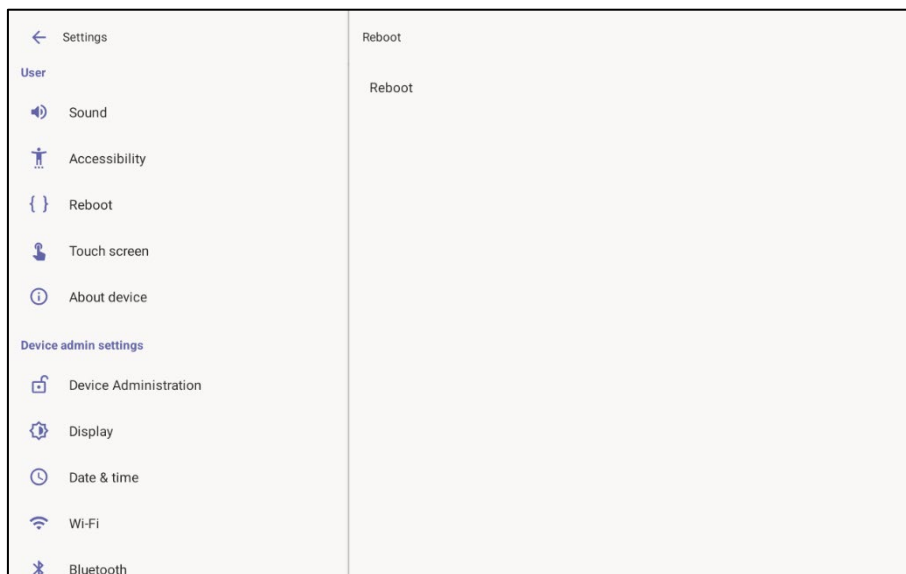 Settings
User
Sound
Accessibility
Reboot
Touch screen
About device
Device admin settings
Device Administration
Display
Date & time
Wi-Fi
Bluetooth
Reboot
Reboot